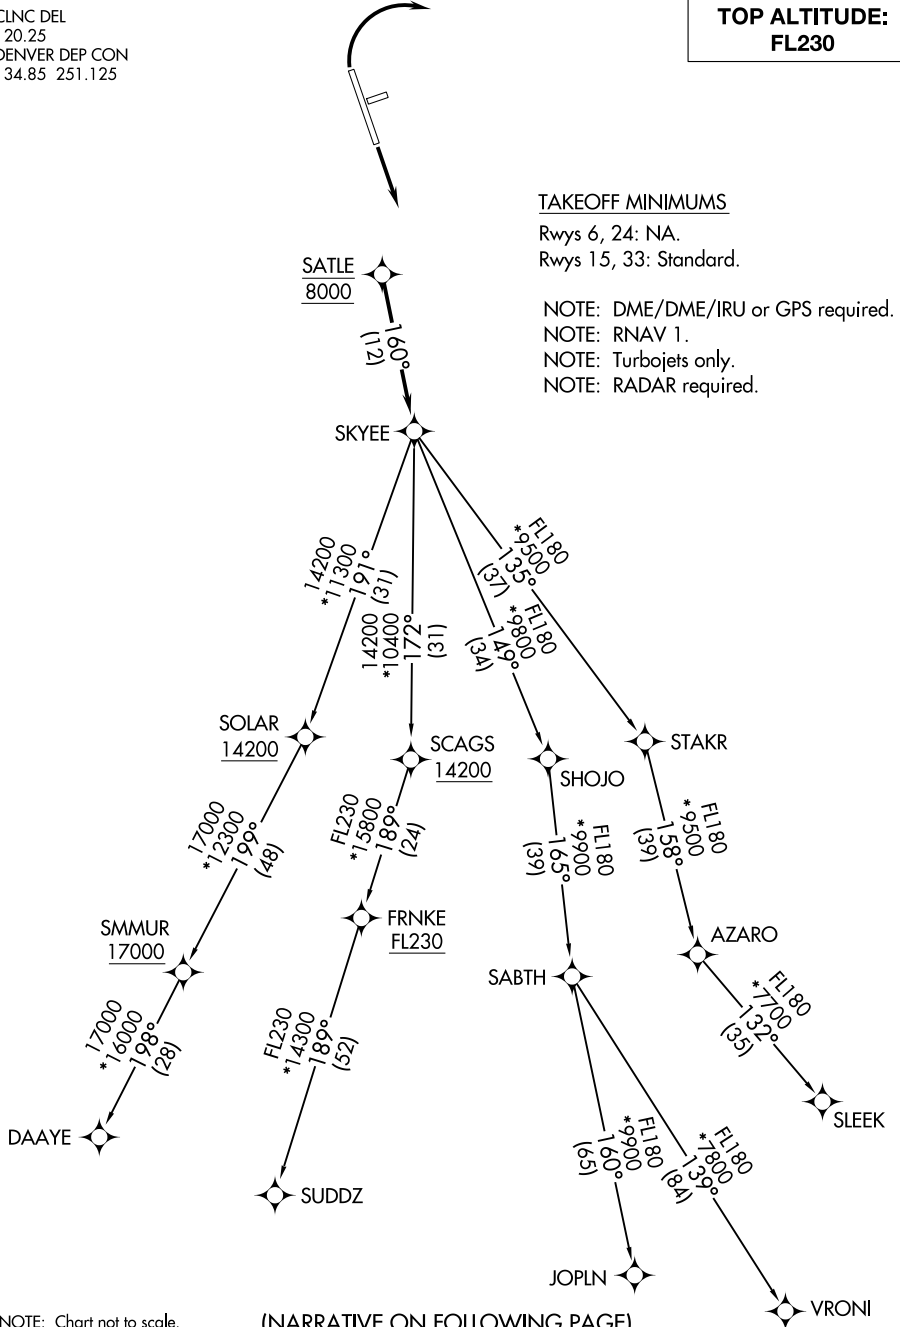 CLNC DEL
20.25
DENVER DEP CON
34.85 251.125
TOP ALTITUDE:
FL230
TAKEOFF MINIMUMS
Rwys 6, 24: NA.
Rwys 15, 33: Standard.
NOTE: DME/DME/IRU or GPS required.
NOTE: RNAV 1.
NOTE: Turbojets only.
NOTE: RADAR required.
SATLE
8000
160°
(12)
SKYEE
14200
*11300
191°
(31)
14200
*10400
172°
(31)
FL180
*9800
149°
(34)
FL180
*9500
135°
(37)
SOLAR
14200
SCAGS
14200
SHOJO
STAKR
17000
*12300
199°
(48)
FL230
*15800
189°
(24)
FL180
*9900
165°
(39)
FL180
*9500
158°
(39)
SMMUR
17000
FRNKE
FL230
SABTH
AZARO
17000
*16000
198°
(28)
FL230
*14300
189°
(52)
FL180
*9900
160°
(65)
FL180
*7800
139°
(84)
FL180
*7700
132°
(35)
DAAYE
SUDDZ
JOPLN
VRONI
SLEEK
NOTE: Chart not to scale.
(NARRATIVE ON FOLLOWING PAGE)